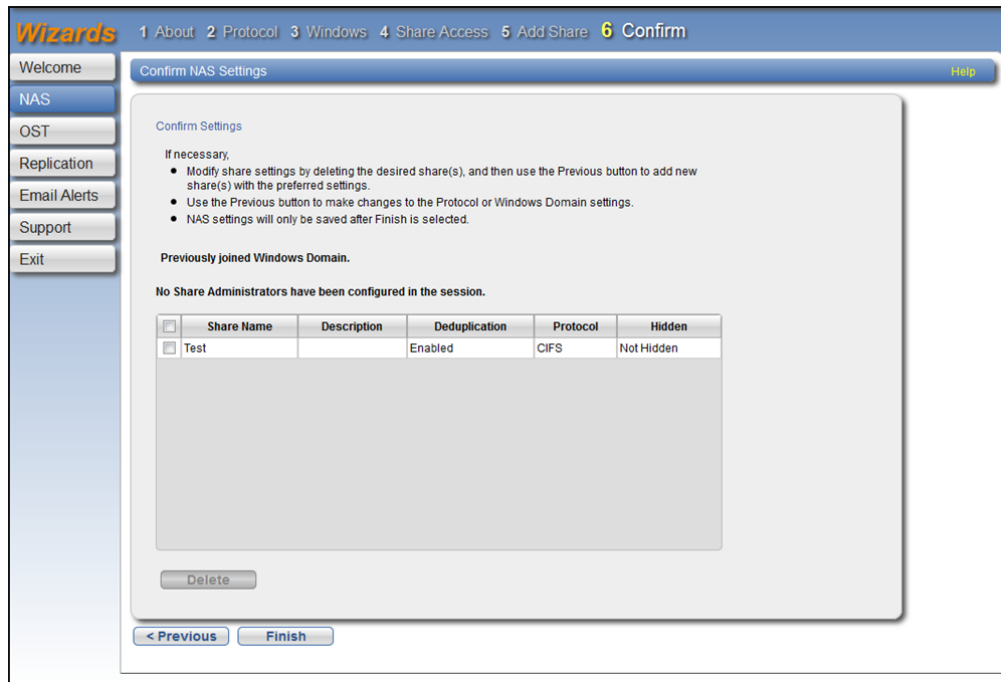 Wizards
1 About 2 Protocol 3 Windows 4 Share Access 5 Add Share 6 Confirm
Welcome
NAS
OST
Replication
Email Alerts
Support
Exit
Confirm NAS Settings
Help
Confirm Settings
If necessary,
• Modify share settings by deleting the desired share(s), and then use the Previous button to add new
share(s) with the preferred settings.
• Use the Previous button to make changes to the Protocol or Windows Domain settings.
• NAS settings will only be saved after Finish is selected.
Previously joined Windows Domain.
No Share Administrators have been configured in the session.
Share Name Description Deduplication Protocol Hidden
Test Enabled CIFS Not Hidden
Delete
< Previous Finish